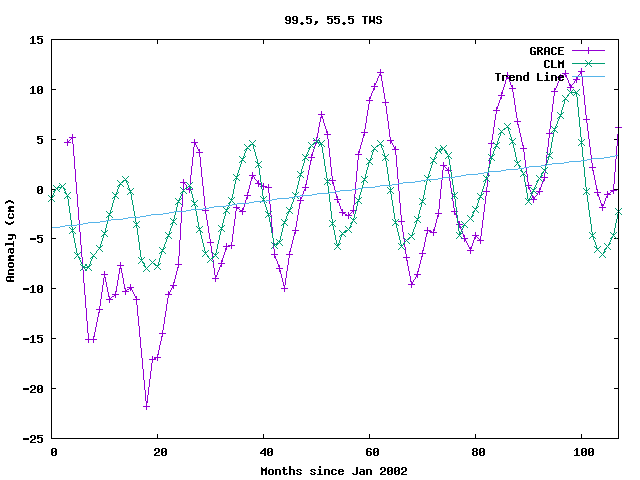 99.5, 55.5 TWS
GRACE
CLM
Trend Line
15
10
5
0
-5
-10
-15
-20
-25
Anomaly (cm)
0 20 40 60 80 100
Months since Jan 2002